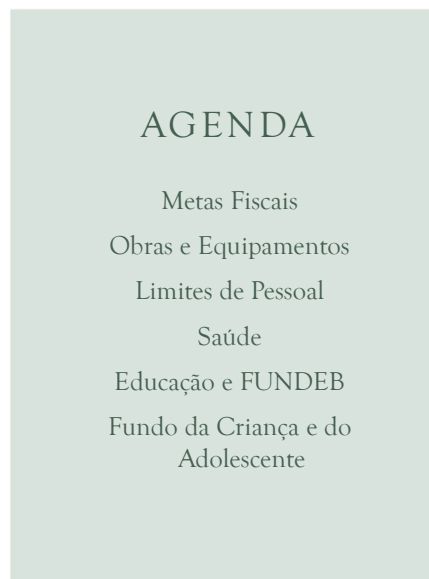 AGENDA
Metas Fiscais
Obras e Equipamentos
Limites de Pessoal
Saúde
Educação e FUNDEB
Fundo da Criança e do
Adolescente